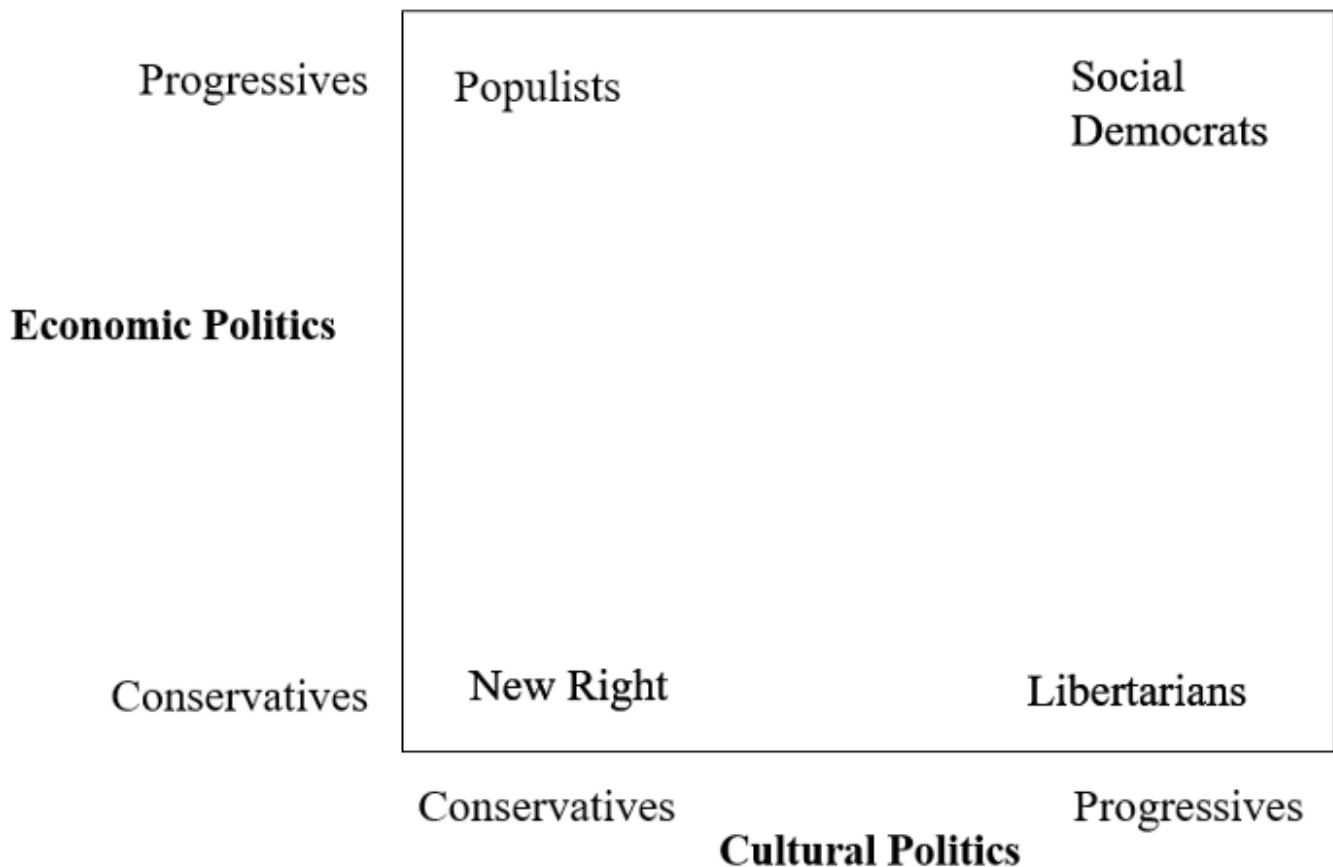 Progressives
Populists
Social
Democrats
Economic Politics
Conservatives
New Right
Libertarians
Conservatives
Progressives
Cultural Politics